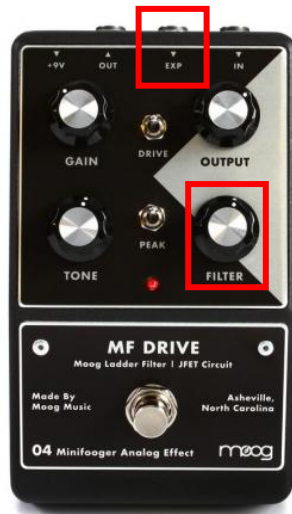 +9V OUT EXP IN
DRIVE
GAIN OUTPUT
PEAK
TONE FILTER
MF DRIVE
Moog Ladder Filter | JFET Circuit
Made By Asheville,
Moog Music North Carolina
04 Minifooger Analog Effect moog